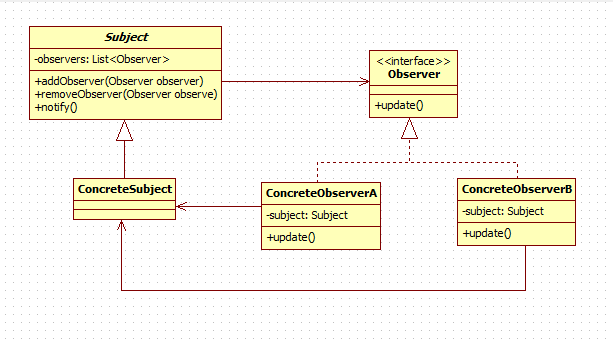 Subject
-observers: List<Observer>
+addObserver(Observer observer)
+removeObserver(Observer observe)
+notify()
<<interface>>
Observer
+update()
ConcreteSubject
ConcreteObserverA
-subject: Subject
+update()
ConcreteObserverB
-subject: Subject
+update()